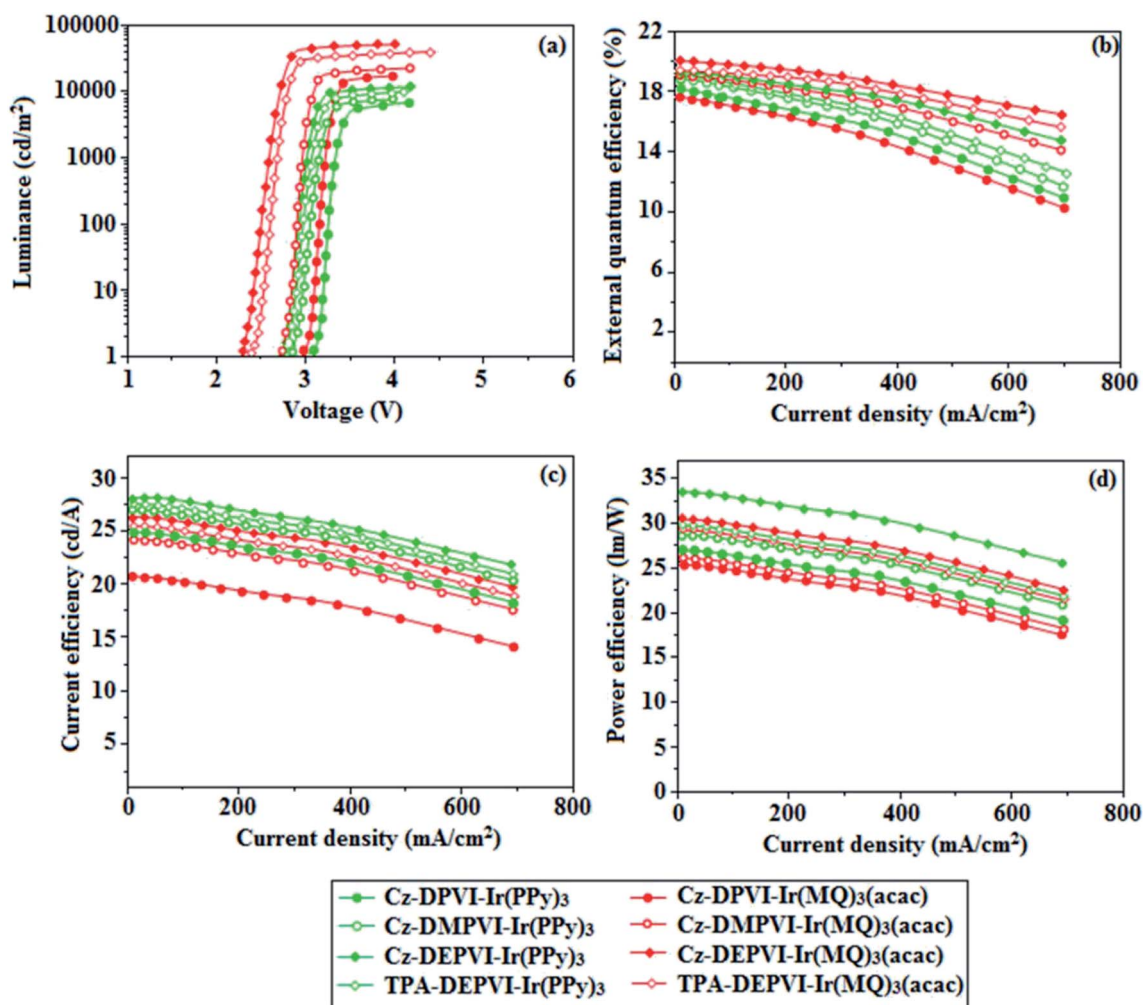 (a)
Luminance (cd/m²)
100000
10000
1000
100
10
1
1 2 3 4 5 6
Voltage (V)
(b)
External quantum efficiency (%)
22
18
14
10
6
2
0 200 400 600 800
Current density (mA/cm²)
(c)
Current efficiency (cd/A)
30
25
20
15
10
5
0 200 400 600 800
Current density (mA/cm²)
(d)
Power efficiency (lm/W)
35
30
25
20
15
10
5
0
0 200 400 600 800
Current density (mA/cm²)
Cz-DPVI-Ir(PPy)₃ Cz-DPVI-Ir(MQ)₃(acac)
Cz-DMPVI-Ir(PPy)₃ Cz-DMPVI-Ir(MQ)₃(acac)
Cz-DEPVI-Ir(PPy)₃ Cz-DEPVI-Ir(MQ)₃(acac)
TPA-DEPVI-Ir(PPy)₃ TPA-DEPVI-Ir(MQ)₃(acac)